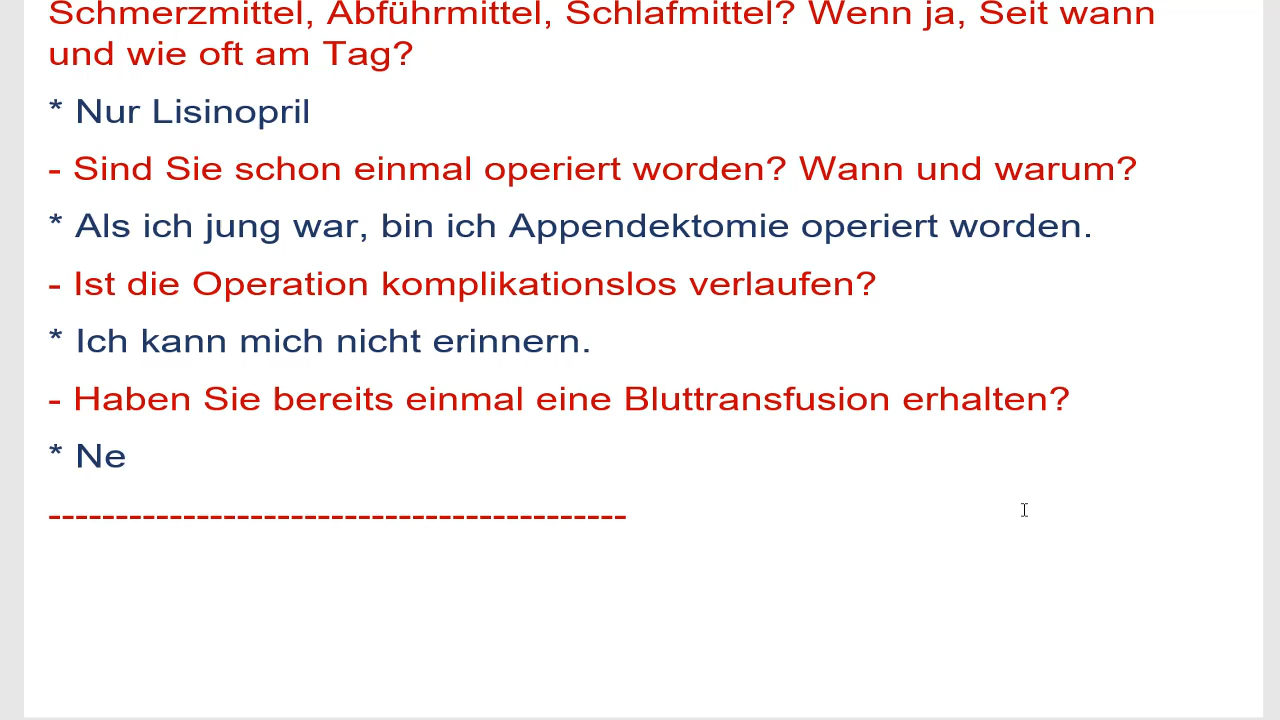 Schmerzmittel, Abführmittel, Schlafmittel? Wenn ja, Seit wann
und wie oft am Tag?
* Nur Lisinopril
- Sind Sie schon einmal operiert worden? Wann und warum?
* Als ich jung war, bin ich Appendektomie operiert worden.
- Ist die Operation komplikationslos verlaufen?
* Ich kann mich nicht erinnern.
- Haben Sie bereits einmal eine Bluttransfusion erhalten?
* Ne
-------------------------------------------